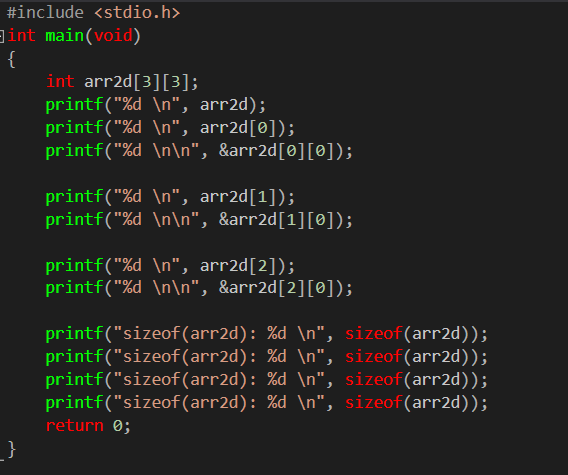 #include <stdio.h>
int main(void)
{
    int arr2d[3][3];
    printf("%d \n", arr2d);
    printf("%d \n", arr2d[0]);
    printf("%d \n\n", &arr2d[0][0]);

    printf("%d \n", arr2d[1]);
    printf("%d \n\n", &arr2d[1][0]);

    printf("%d \n", arr2d[2]);
    printf("%d \n\n", &arr2d[2][0]);

    printf("sizeof(arr2d): %d \n", sizeof(arr2d));
    printf("sizeof(arr2d): %d \n", sizeof(arr2d));
    printf("sizeof(arr2d): %d \n", sizeof(arr2d));
    printf("sizeof(arr2d): %d \n", sizeof(arr2d));
    return 0;
}